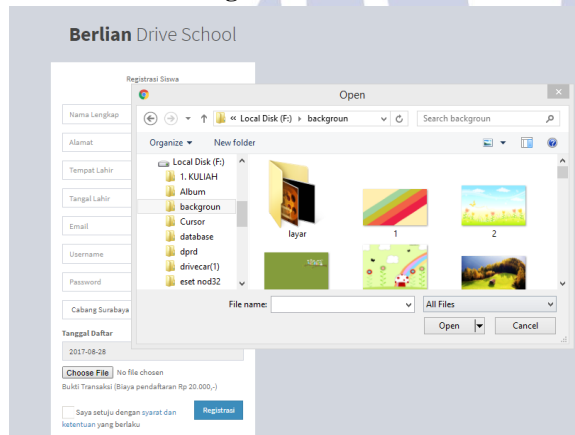 Berlian Drive School
Registrasi Siswa
Nama Lengkap
Alamat
Tempat Lahir
Tangal Lahir
Email
Username
Password
Cabang Surabaya
Tanggal Daftar
2017-08-28
Choose File No file chosen
Bukti Transaksi (Biaya pendaftaran Rp 20.000,-)
Saya setuju dengan syarat dan
ketentuan yang berlaku
Registrasi
Open
« Local Disk (F:) backgroun
Search backgroun
Organize
New folder
Local Disk (F:)
1. KULIAH
Album
backgroun
Cursor
database
dprd
drivecar(1)
eset nod32
layar
1
2
File name:
All Files
Open
Cancel